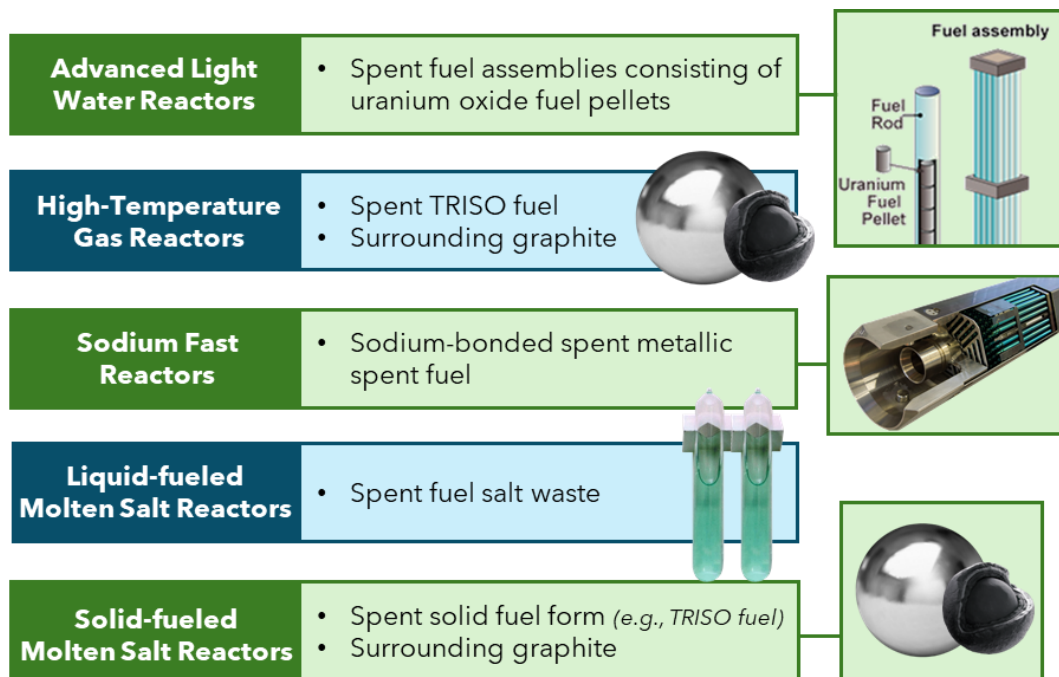 Advanced Light
Water Reactors
• Spent fuel assemblies consisting of
uranium oxide fuel pellets
Fuel assembly
Fuel
Rod
Uranium
Fuel
Pellet
High-Temperature
Gas Reactors
• Spent TRISO fuel
• Surrounding graphite
Sodium Fast
Reactors
• Sodium-bonded spent metallic
spent fuel
Liquid-fueled
Molten Salt Reactors
• Spent fuel salt waste
Solid-fueled
Molten Salt Reactors
• Spent solid fuel form (e.g., TRISO fuel)
• Surrounding graphite